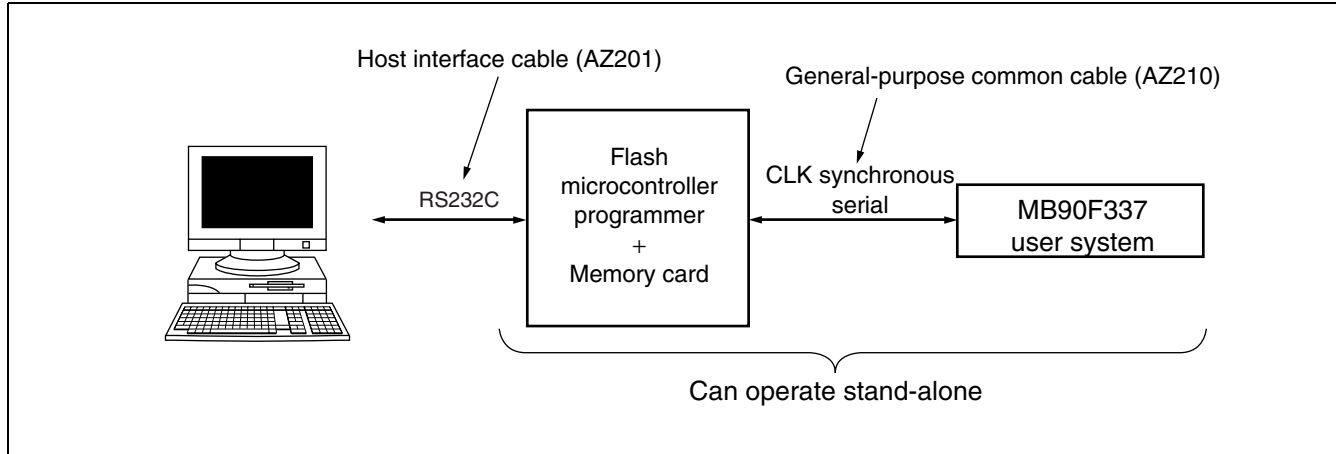 Host interface cable (AZ201)
General-purpose common cable (AZ210)
RS232C
Flash
microcontroller
programmer
+
Memory card
CLK synchronous
serial
MB90F337
user system
Can operate stand-alone